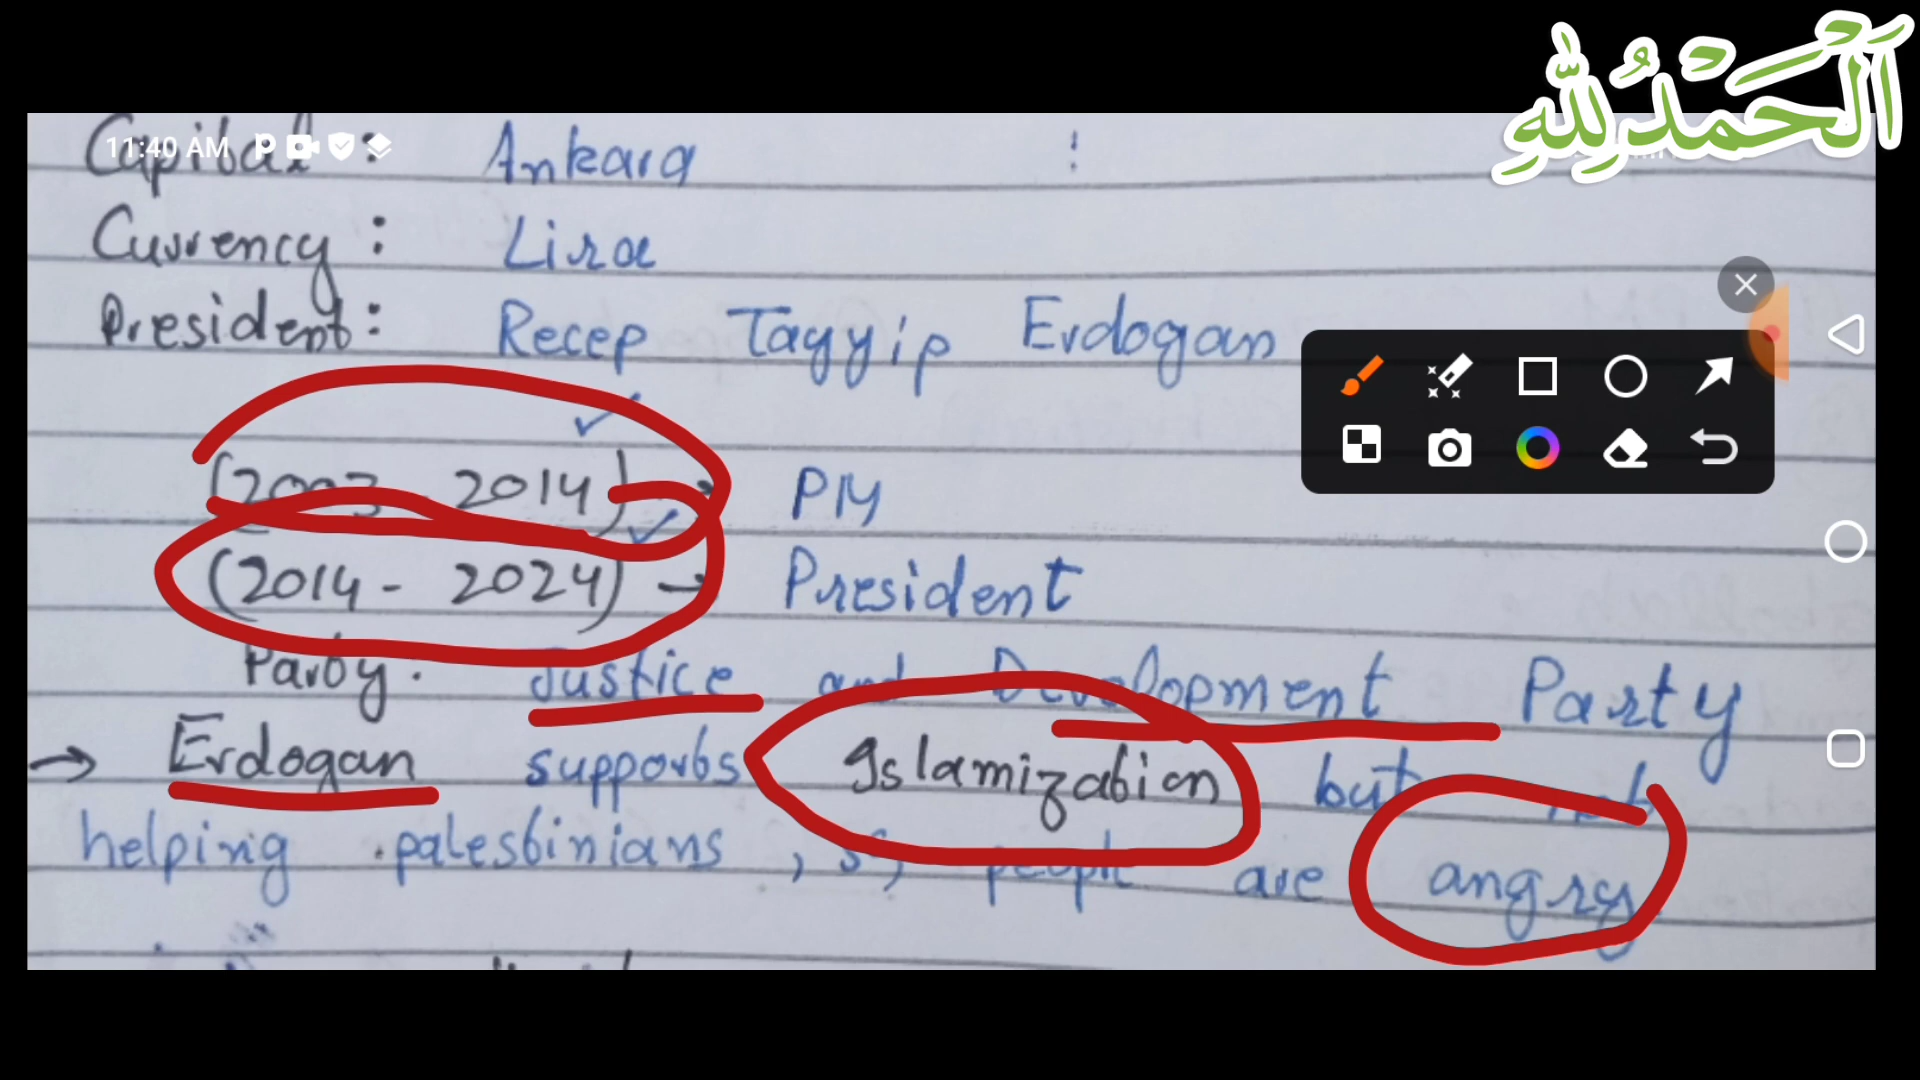 اَلْحَمْدُ لِلّٰهِ
11:40 AM
Capital : Ankara :
Currency : Lira
President : Recep Tayyip Erdogan
(2003 - 2014) → PM
(2014 - 2024) → President
Party : Justice and Development Party
→ Erdogan supports Islamization but not
helping palestinians , so, people are angry